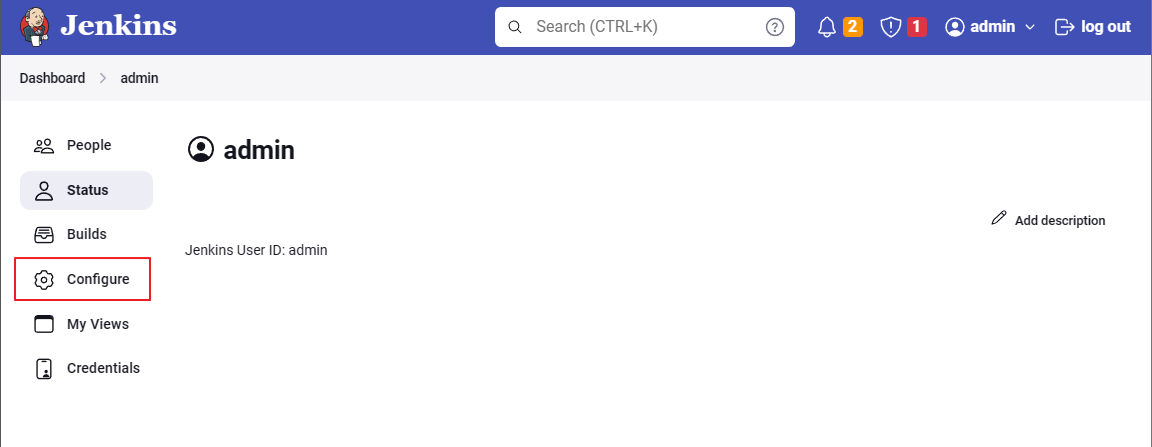 Jenkins
Search (CTRL+K)
2
1
admin
log out
Dashboard
admin
People
Status
Builds
Configure
My Views
Credentials
admin
Add description
Jenkins User ID: admin